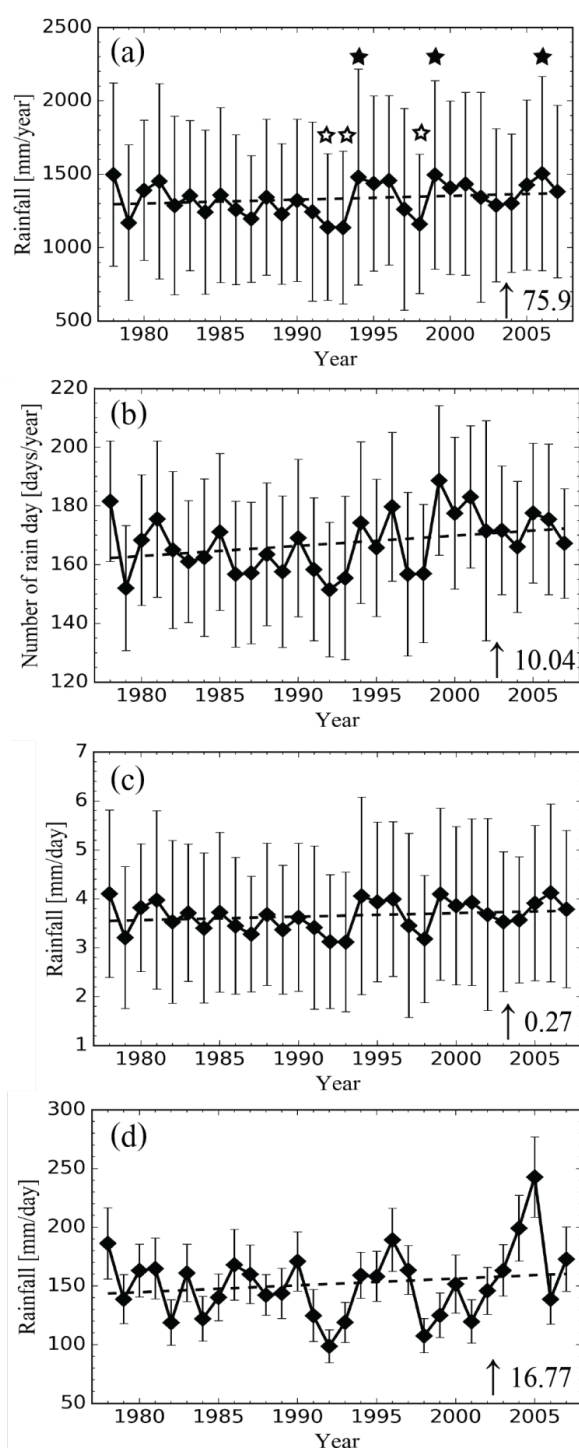 (a)
Rainfall [mm/year]
2500
2000
1500
1000
500
↑ 75.9
1980 1985 1990 1995 2000 2005
Year
(b)
Number of rain day [days/year]
220
200
180
160
140
120
↑ 10.04
1980 1985 1990 1995 2000 2005
Year
(c)
Rainfall [mm/day]
7
6
5
4
3
2
1
↑ 0.27
1980 1985 1990 1995 2000 2005
Year
(d)
Rainfall [mm/day]
300
250
200
150
100
50
↑ 16.77
1980 1985 1990 1995 2000 2005
Year